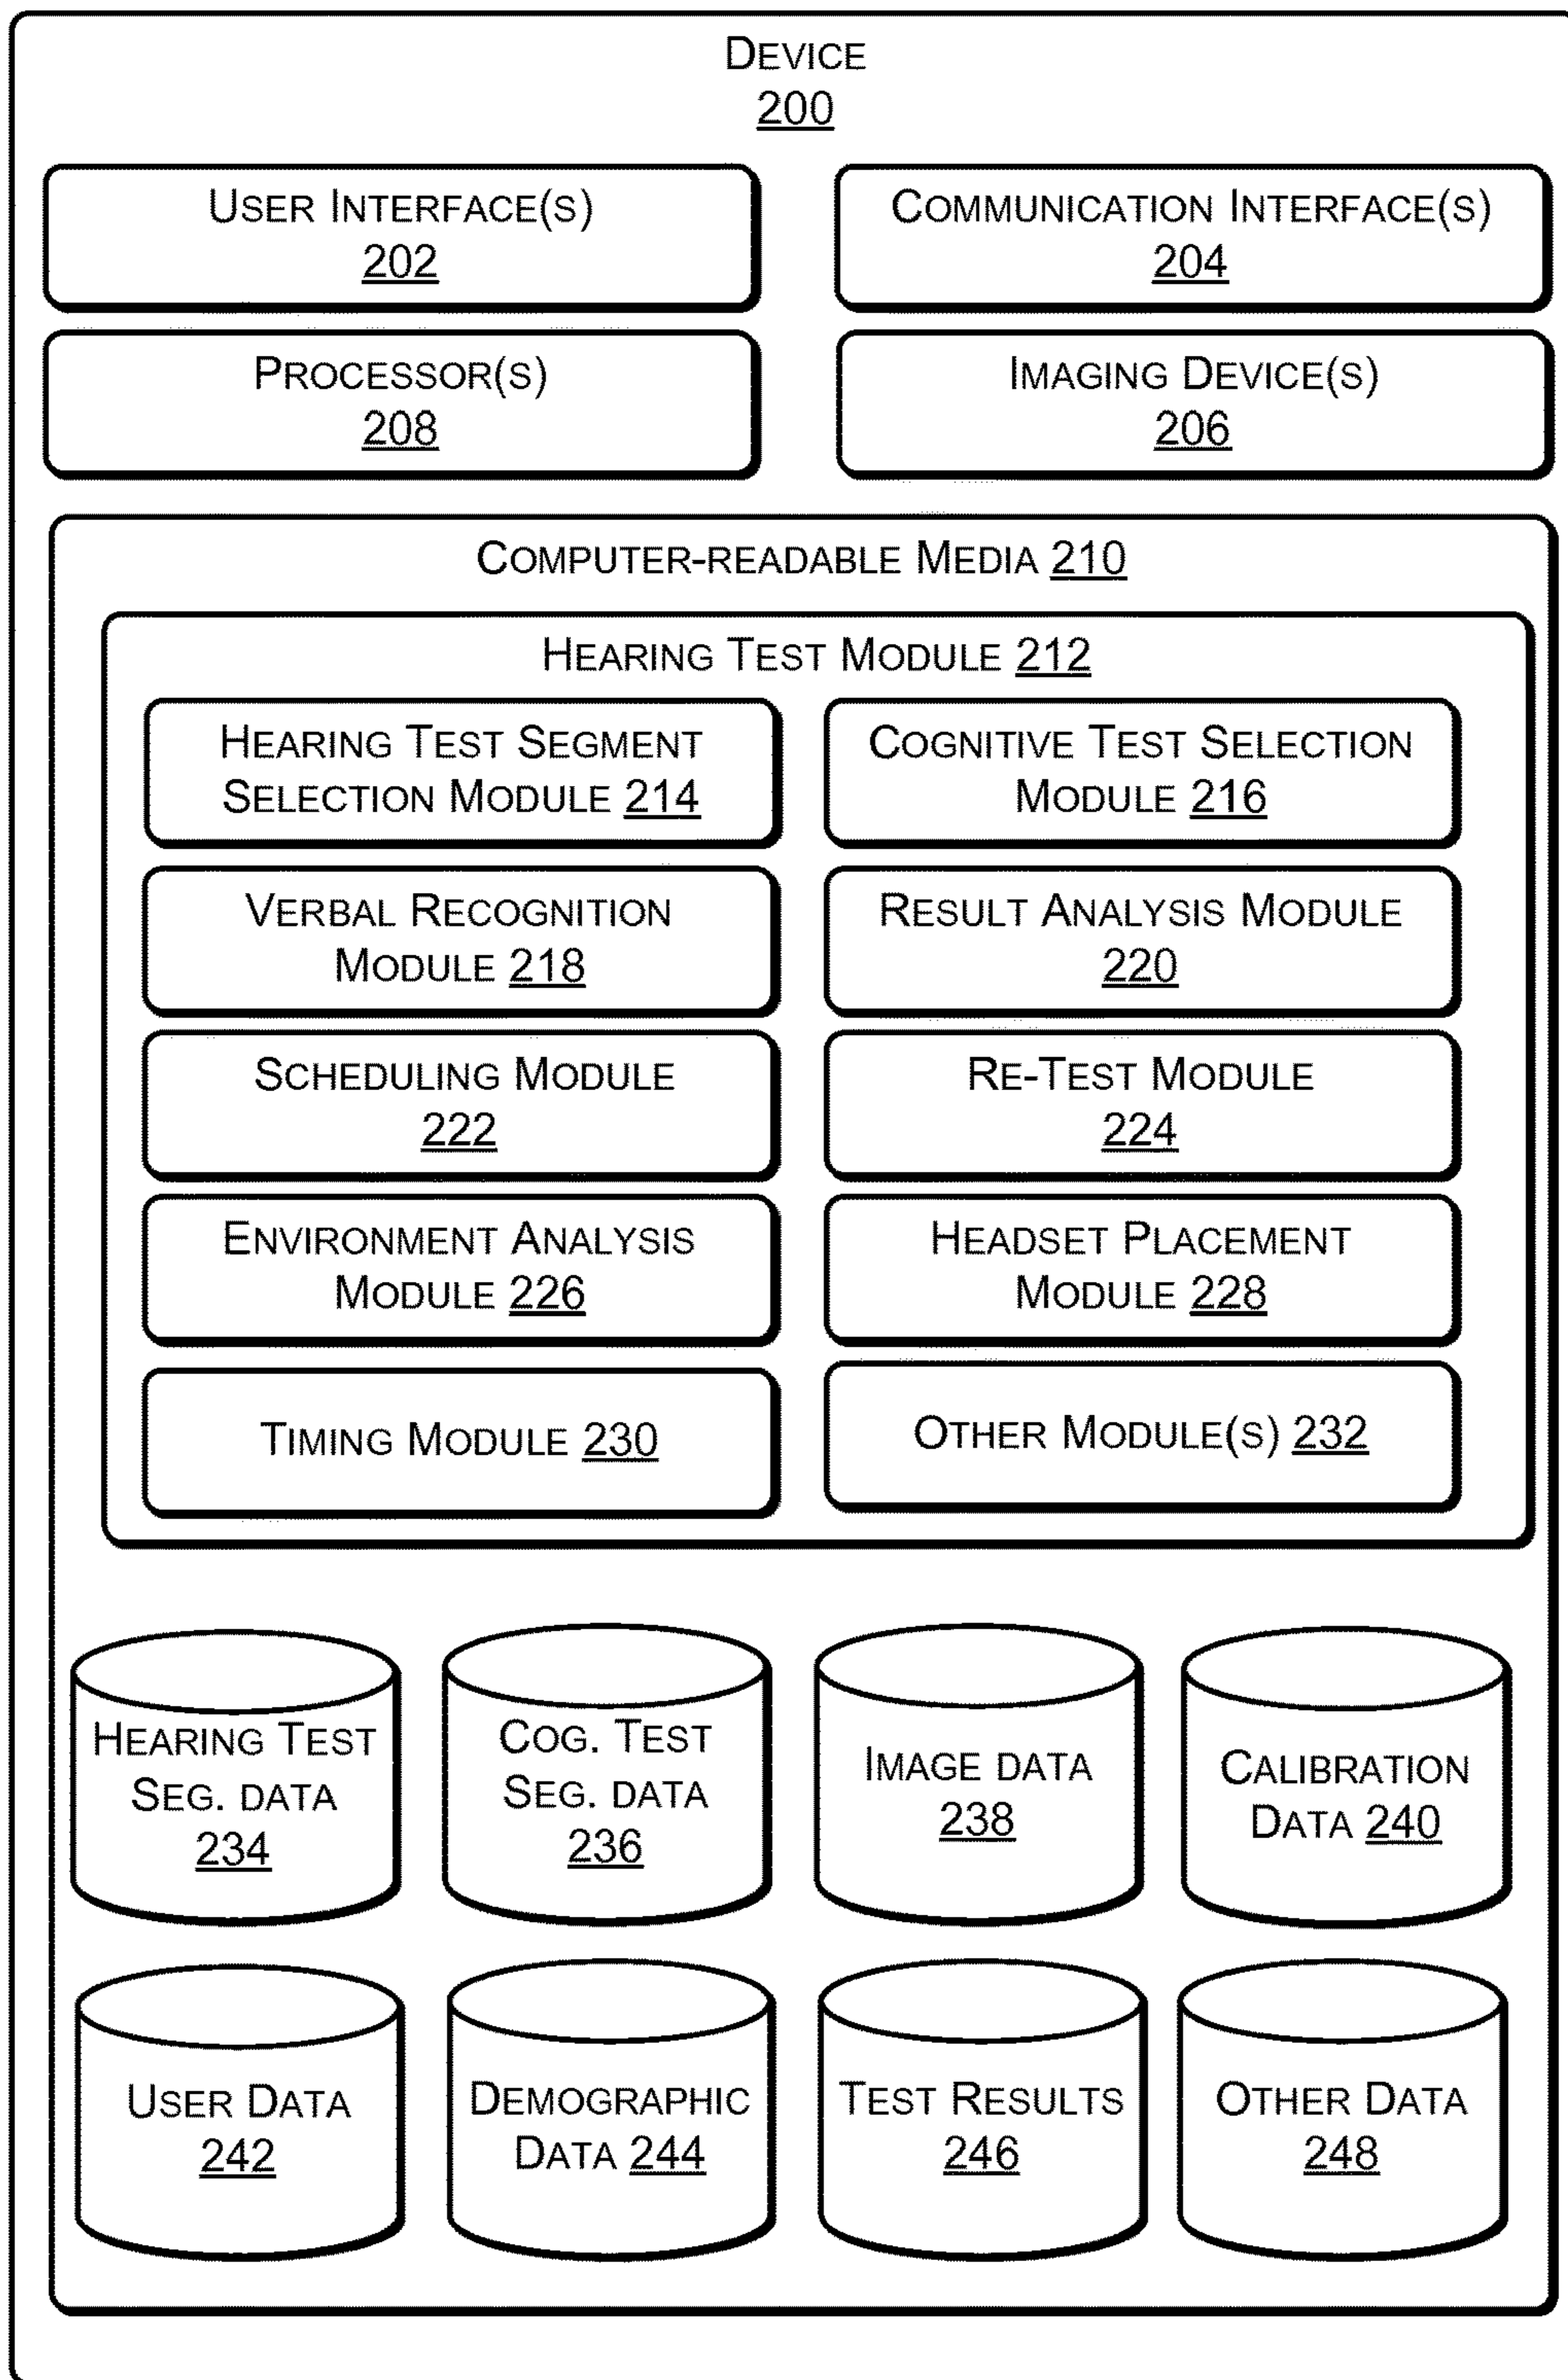 DEVICE
200
USER INTERFACE(S)
202
COMMUNICATION INTERFACE(S)
204
PROCESSOR(S)
208
IMAGING DEVICE(S)
206
COMPUTER-READABLE MEDIA 210
HEARING TEST MODULE 212
HEARING TEST SEGMENT
SELECTION MODULE 214
COGNITIVE TEST SELECTION
MODULE 216
VERBAL RECOGNITION
MODULE 218
RESULT ANALYSIS MODULE
220
SCHEDULING MODULE
222
RE-TEST MODULE
224
ENVIRONMENT ANALYSIS
MODULE 226
HEADSET PLACEMENT
MODULE 228
TIMING MODULE 230
OTHER MODULE(S) 232
HEARING TEST
SEG. DATA
234
COG. TEST
SEG. DATA
236
IMAGE DATA
238
CALIBRATION
DATA 240
USER DATA
242
DEMOGRAPHIC
DATA 244
TEST RESULTS
246
OTHER DATA
248